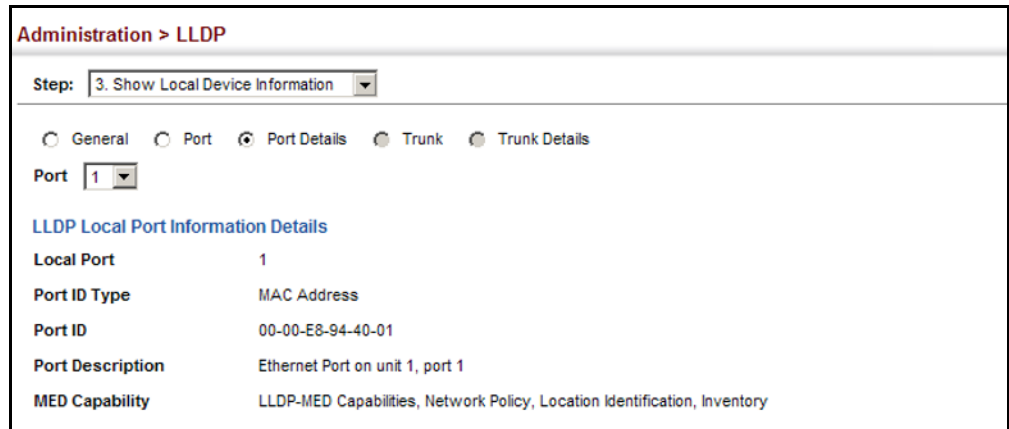 Administration > LLDP
Step: 3. Show Local Device Information
General Port Port Details Trunk Trunk Details
Port 1
LLDP Local Port Information Details
Local Port 1
Port ID Type MAC Address
Port ID 00-00-E8-94-40-01
Port Description Ethernet Port on unit 1, port 1
MED Capability LLDP-MED Capabilities, Network Policy, Location Identification, Inventory